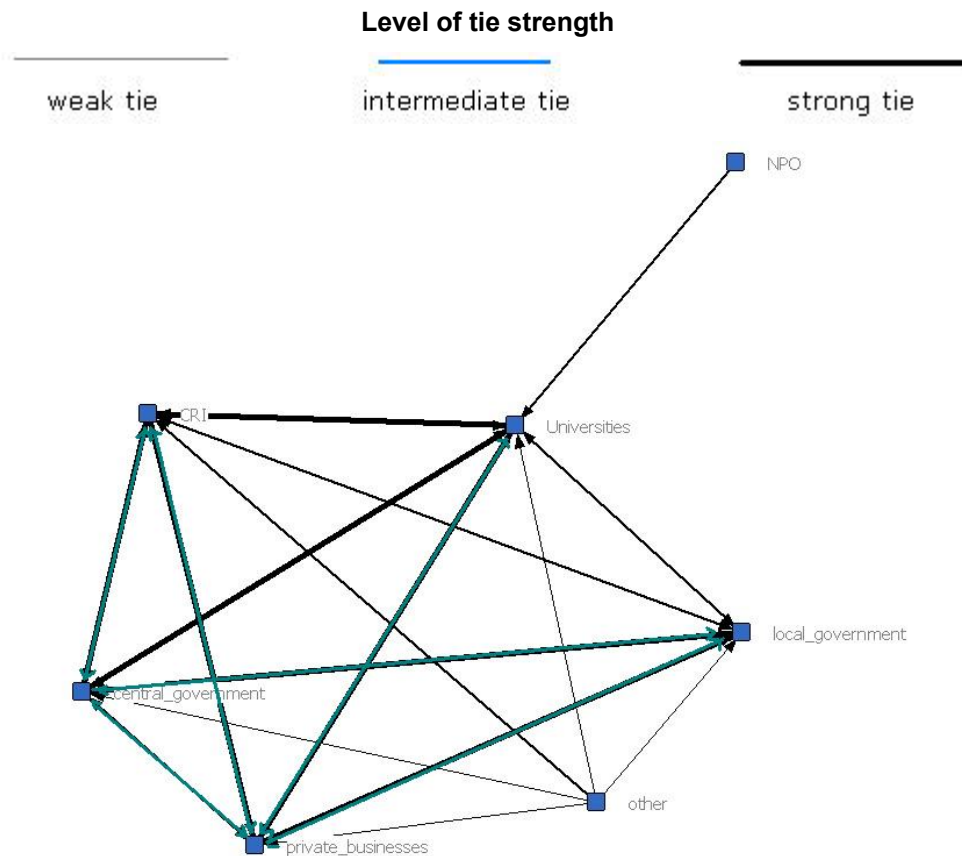 Level of tie strength
weak tie
intermediate tie
strong tie
NPO
CRI
Universities
local_government
central_government
other
private_businesses